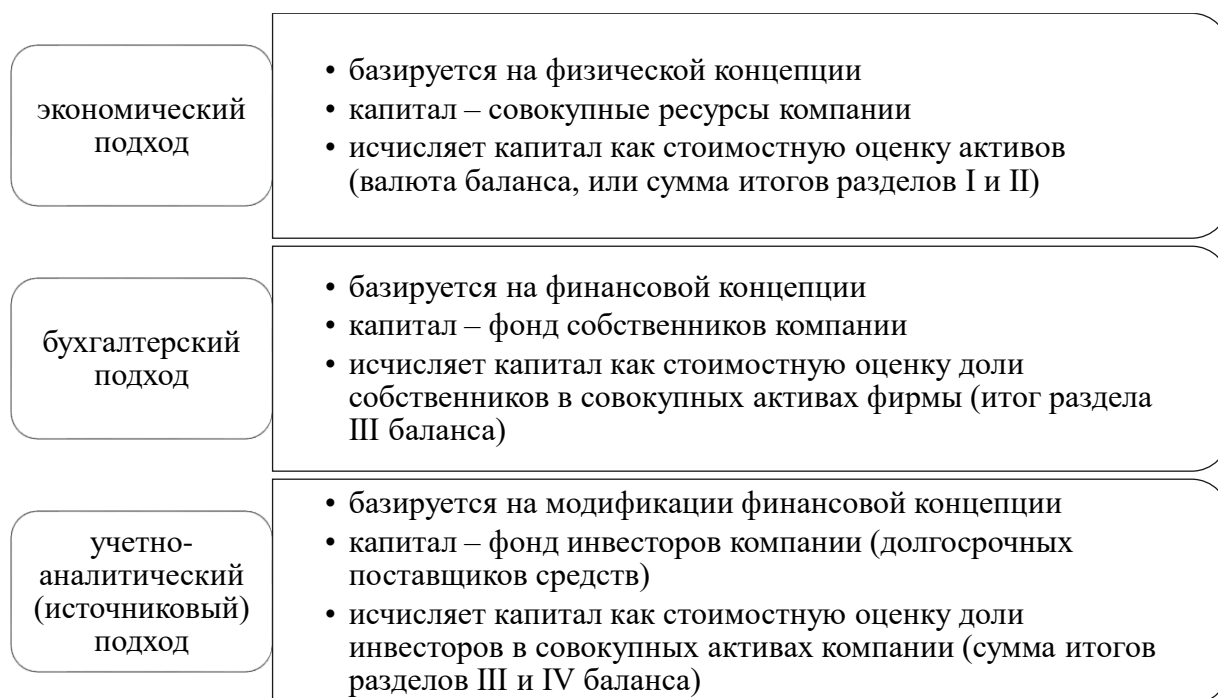 экономический
подход
• базируется на физической концепции
• капитал – совокупные ресурсы компании
• исчисляет капитал как стоимостную оценку активов
(валюта баланса, или сумма итогов разделов I и II)
бухгалтерский
подход
• базируется на финансовой концепции
• капитал – фонд собственников компании
• исчисляет капитал как стоимостную оценку доли
собственников в совокупных активах фирмы (итог раздела
III баланса)
учетно-
аналитический
(источниковый)
подход
• базируется на модификации финансовой концепции
• капитал – фонд инвесторов компании (долгосрочных
поставщиков средств)
• исчисляет капитал как стоимостную оценку доли
инвесторов в совокупных активах компании (сумма итогов
разделов III и IV баланса)